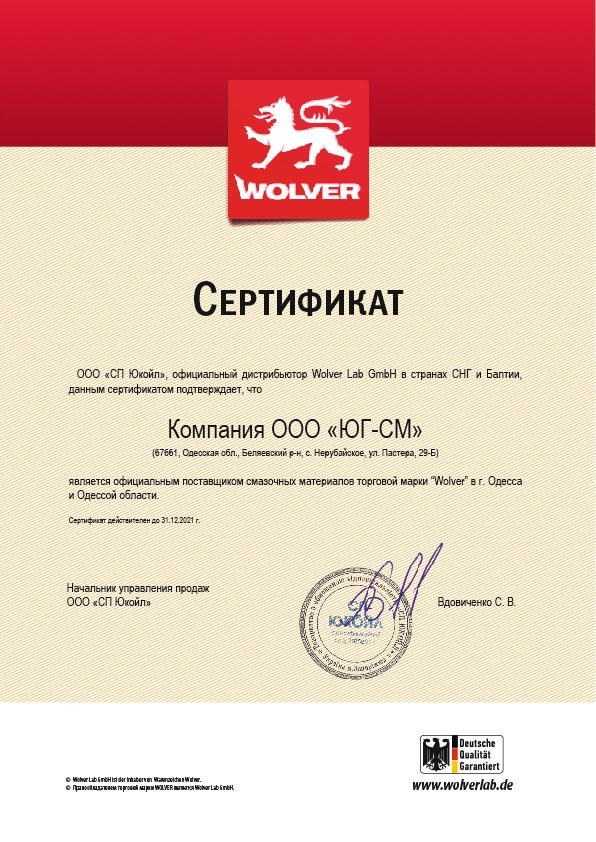 WOLVER
СЕРТИФИКАТ
ООО «СП Юкойл», официальный дистрибьютор Wolver Lab GmbH в странах СНГ и Балтии,
данным сертификатом подтверждает, что
Компания ООО «ЮГ-СМ»
(67661, Одесская обл., Беляевский р-н, с. Нерубайское, ул. Пастера, 29-Б)
является официальным поставщиком смазочных материалов торговой марки “Wolver” в г. Одесса
и Одессой области.
Сертификат действителен до 31.12.2021 г.
Начальник управления продаж
ООО «СП Юкойл»
СП
ЮКОЙЛ
Вдовиченко С. В.
Deutsche
Qualität
Garantiert
www.wolverlab.de
© Wolver Lab GmbH ist der Inhaber von Warenzeichen Wolver.
© Правообладателем торговой марки WOLVER является Wolver Lab GmbH.